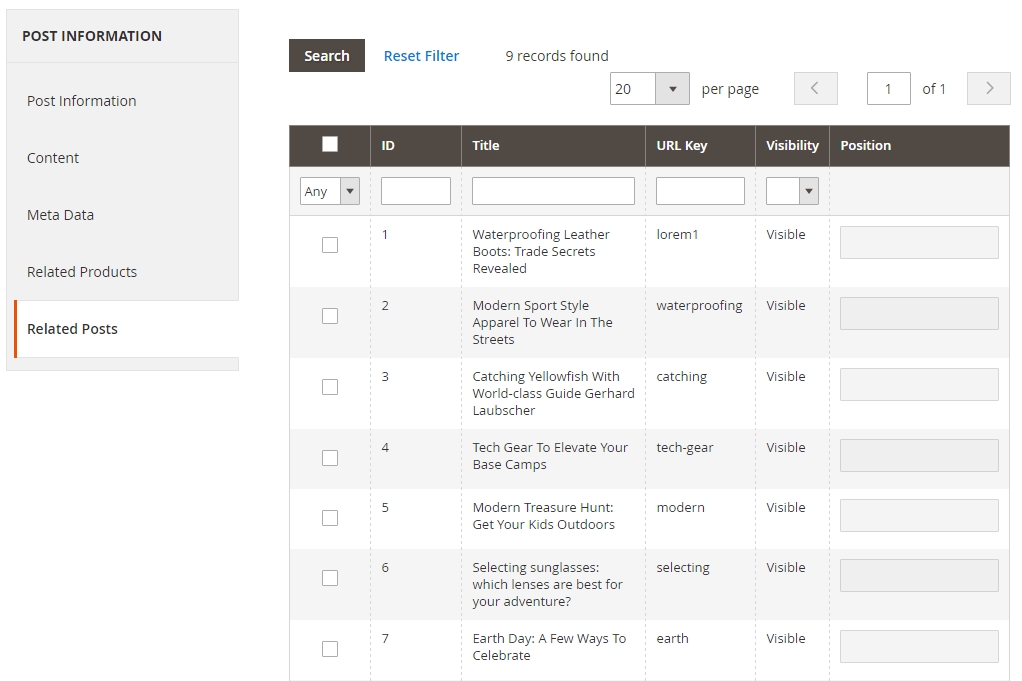 POST INFORMATION
Post Information
Content
Meta Data
Related Products
Related Posts
Search Reset Filter 9 records found
20 per page 1 of 1
ID Title URL Key Visibility Position
Any
1 Waterproofing Leather lorem1 Visible
Boots: Trade Secrets
Revealed
2 Modern Sport Style waterproofing Visible
Apparel To Wear In The
Streets
3 Catching Yellowfish With catching Visible
World-class Guide Gerhard
Laubscher
4 Tech Gear To Elevate Your tech-gear Visible
Base Camps
5 Modern Treasure Hunt: modern Visible
Get Your Kids Outdoors
6 Selecting sunglasses: selecting Visible
which lenses are best for
your adventure?
7 Earth Day: A Few Ways To earth Visible
Celebrate